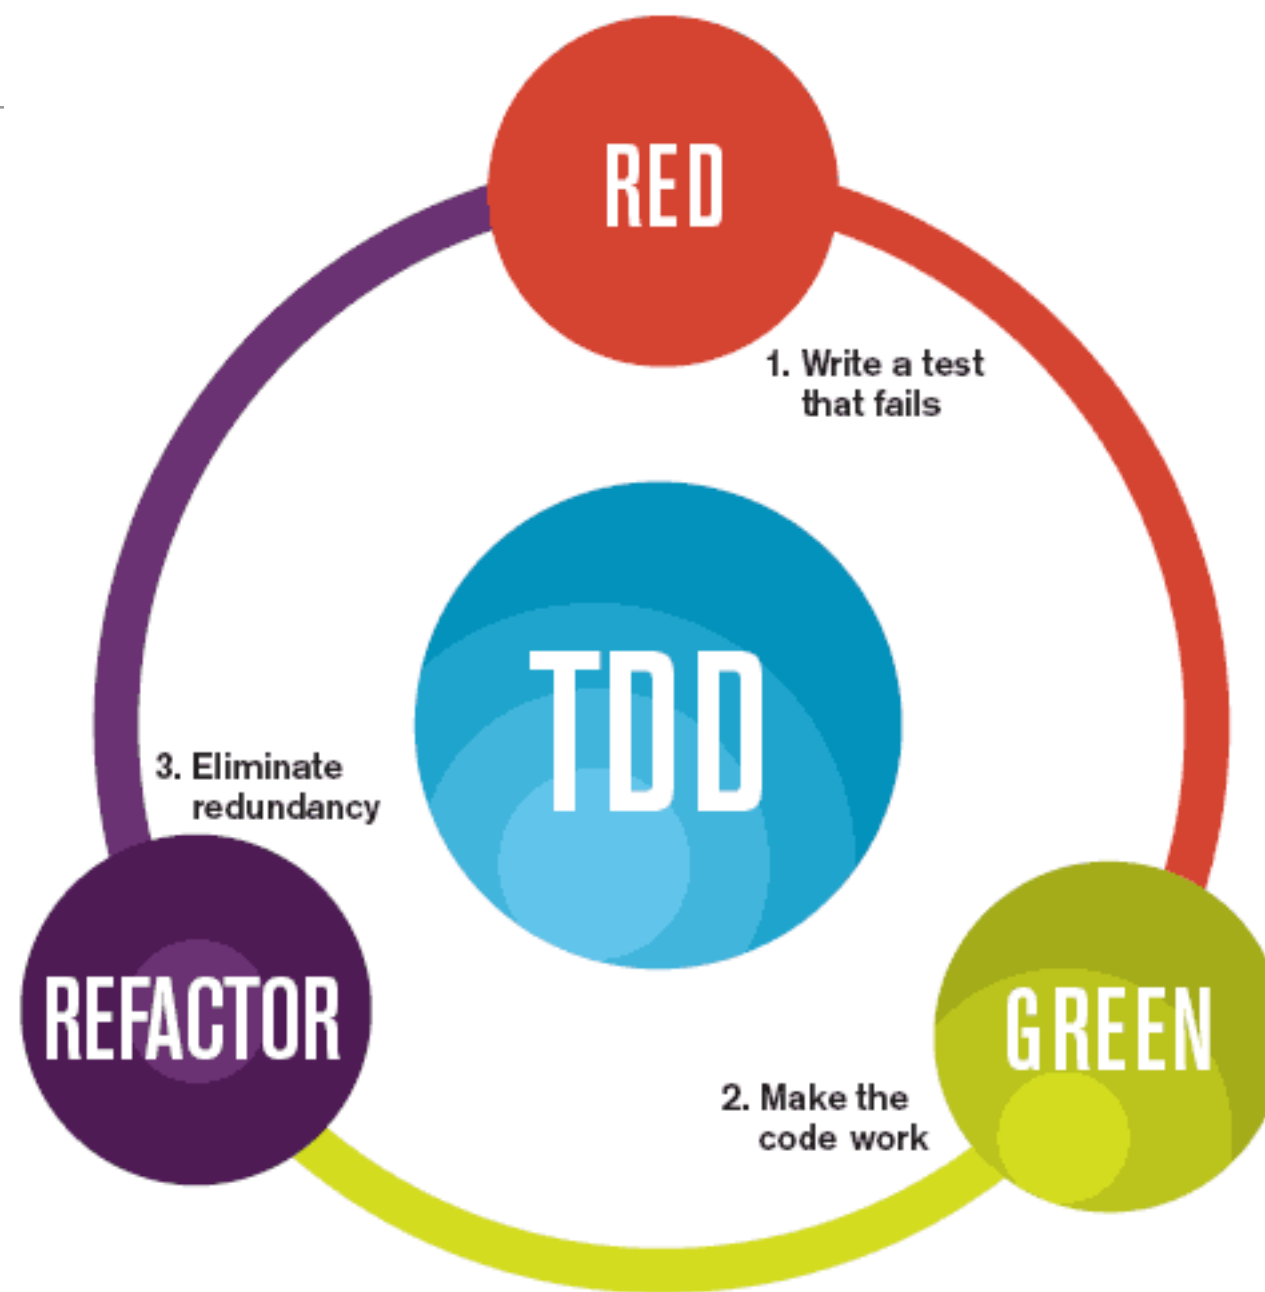 RED
1. Write a test
that fails
TDD
3. Eliminate
redundancy
REFACTOR
GREEN
2. Make the
code work